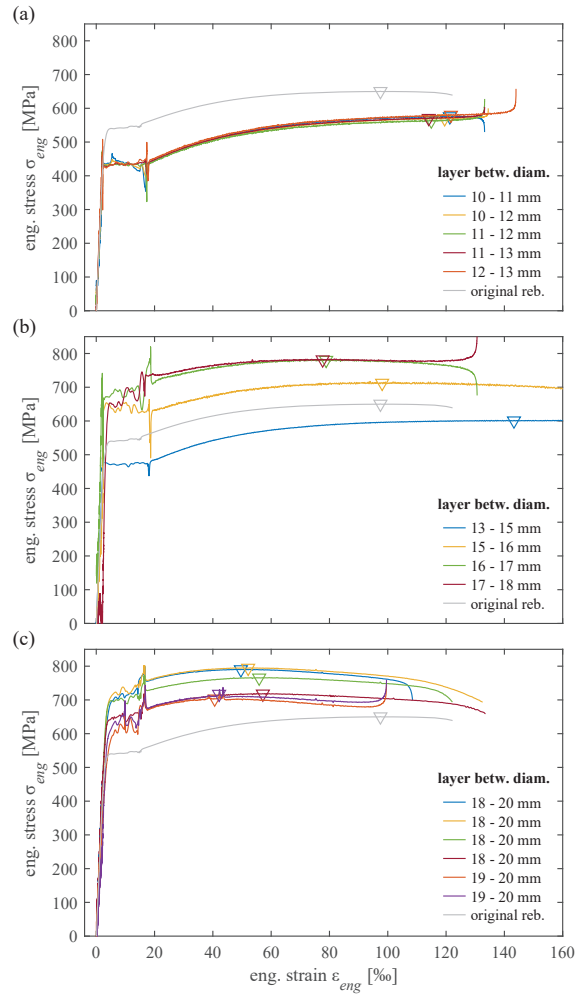 (a)
800
700
600
500
400
300
200
100
0
eng. stress σeng [MPa]
layer betw. diam.
10 - 11 mm
10 - 12 mm
11 - 12 mm
11 - 13 mm
12 - 13 mm
original reb.
(b)
800
700
600
500
400
300
200
100
0
eng. stress σeng [MPa]
layer betw. diam.
13 - 15 mm
15 - 16 mm
16 - 17 mm
17 - 18 mm
original reb.
(c)
800
700
600
500
400
300
200
100
0
eng. stress σeng [MPa]
layer betw. diam.
18 - 20 mm
18 - 20 mm
18 - 20 mm
18 - 20 mm
19 - 20 mm
19 - 20 mm
original reb.
0 20 40 60 80 100 120 140 160
eng. strain εeng [‰]